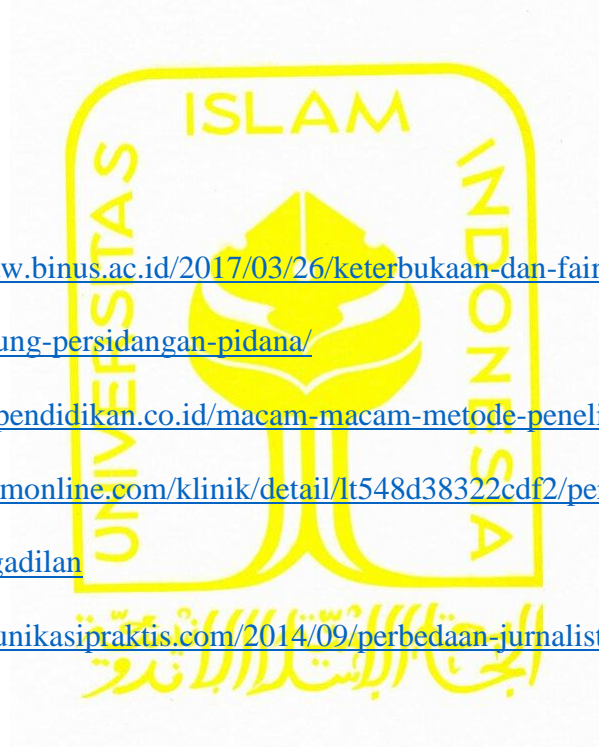 UNIVERSITAS
ISLAM
INDONESIA
w.binus.ac.id/2017/03/26/keterbukaan-dan-fair
ung-persidangan-pidana/
pendidikan.co.id/macam-macam-metode-peneli
monline.com/klinik/detail/lt548d38322cdf2/per
gadilan
unikasipraktis.com/2014/09/perbedaan-jurnalist